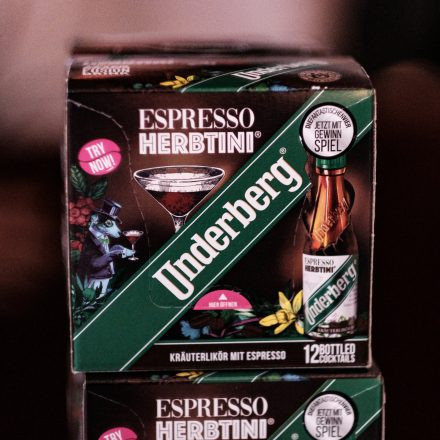 ESPRESSO
HERBTINI®
JETZT MIT
GEWINN
SPIEL
TRY
NOW!
Underberg®
ESPRESSO
HERBTINI
Underberg
HIER ÖFFNEN
KRÄUTERLIKÖR MIT ESPRESSO
12 BOTTLED
COCKTAILS
ESPRESSO
HERBTINI®
JETZT MIT
GEWINN
SPIEL
TRY